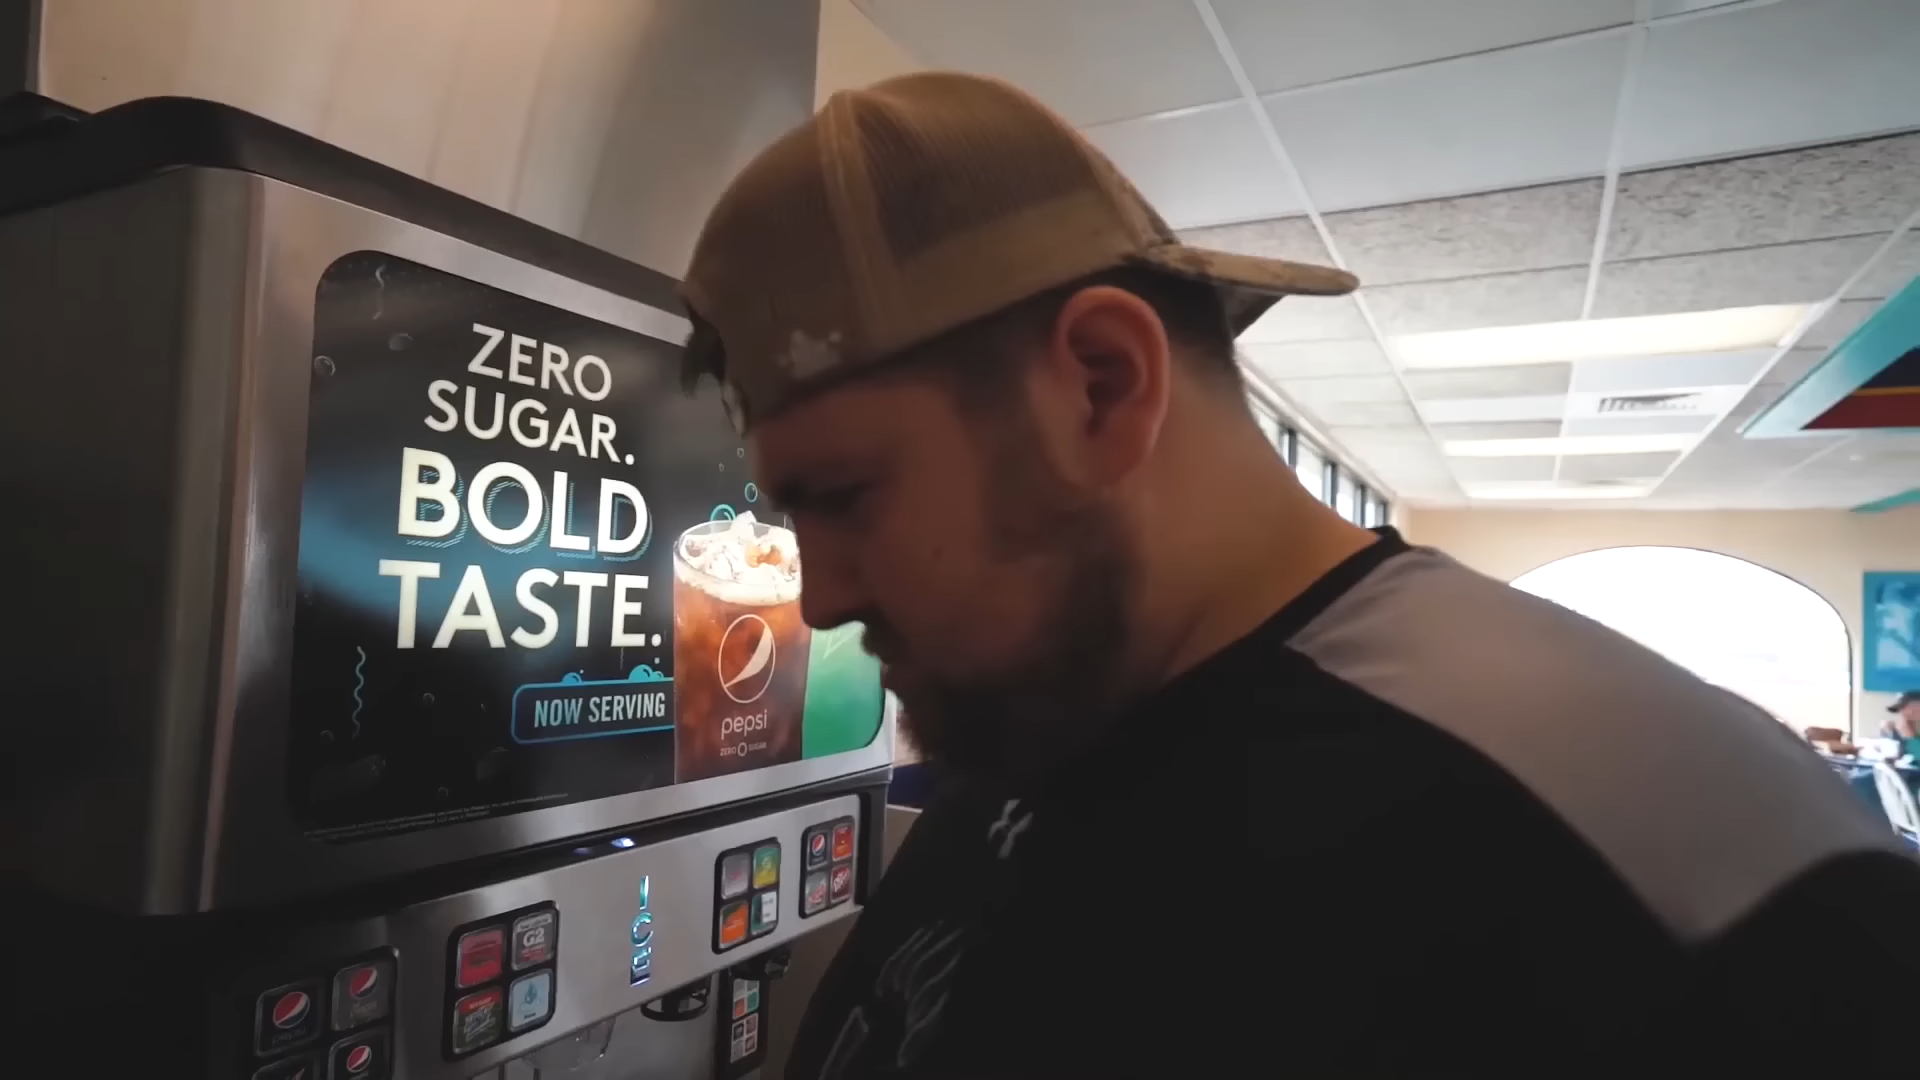 ZERO
SUGAR.
BOLD
TASTE.
NOW SERVING
pepsi
ZERO SUGAR
ICE
G2